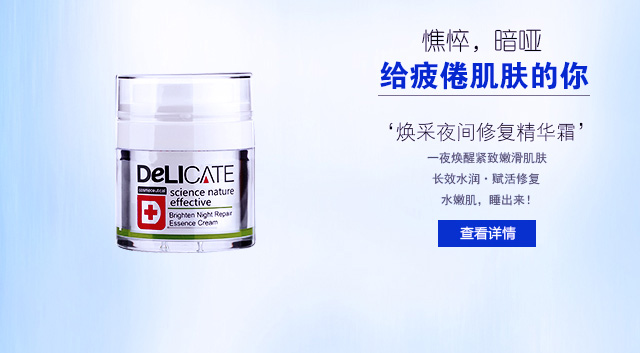 憔悴，暗哑
给疲倦肌肤的你
‘焕采夜间修复精华霜’
一夜焕醒紧致嫩滑肌肤
长效水润·赋活修复
水嫩肌，睡出来！
查看详情
DeLICATE
cosmeceutical
science nature
effective
Brighten Night Repair
Essence Cream